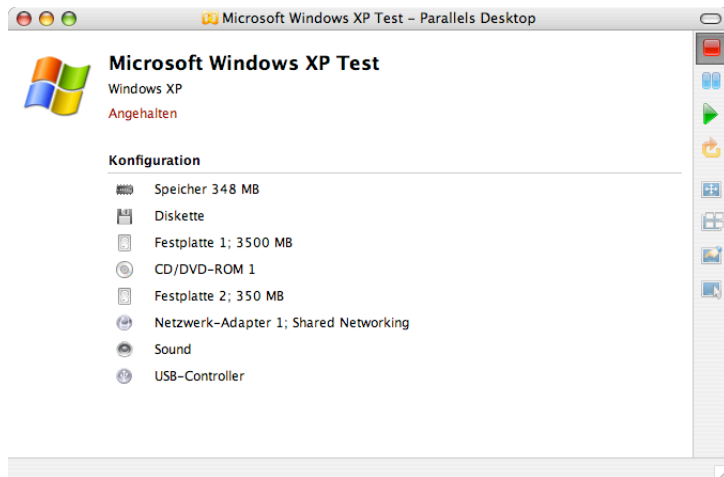 Microsoft Windows XP Test – Parallels Desktop
Microsoft Windows XP Test
Windows XP
Angehalten
Konfiguration
Speicher 348 MB
Diskette
Festplatte 1; 3500 MB
CD/DVD-ROM 1
Festplatte 2; 350 MB
Netzwerk-Adapter 1; Shared Networking
Sound
USB-Controller